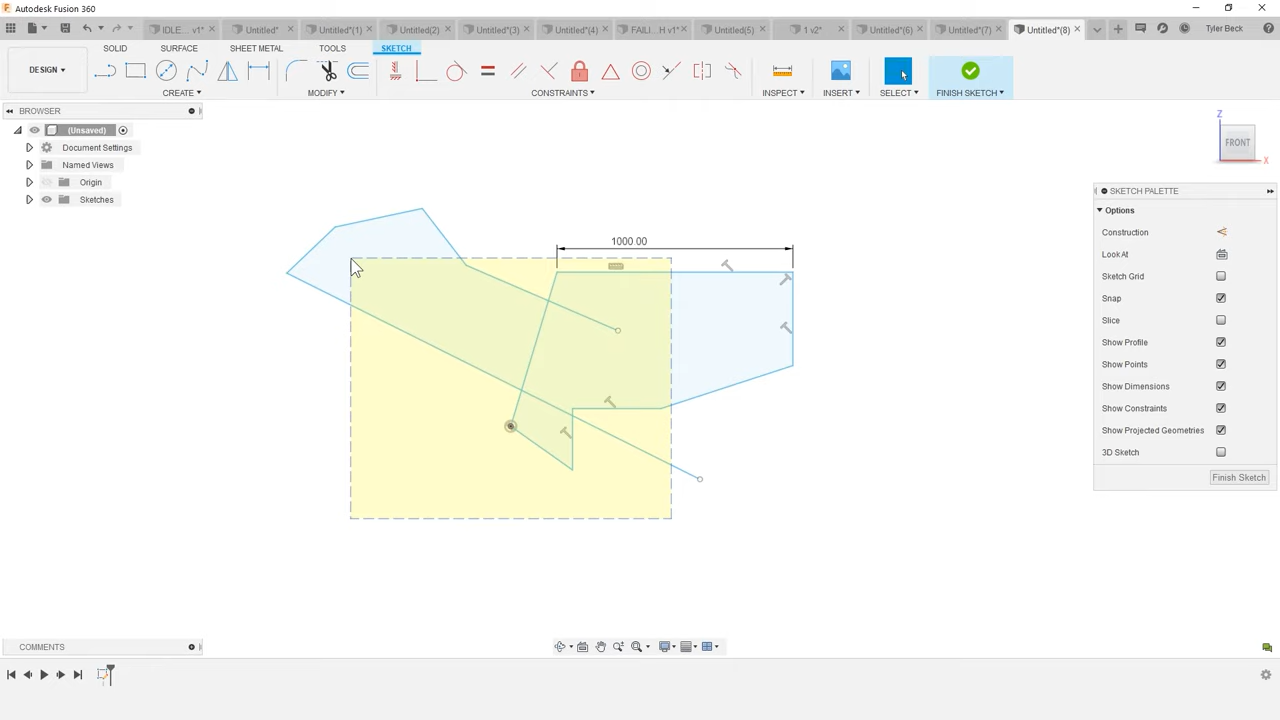 Autodesk Fusion 360
IDLE... v1* Untitled* Untitled*(1) Untitled(2) Untitled*(3) Untitled*(4) FAILI... H v1* Untitled(5) 1 v2* Untitled*(6) Untitled*(7) Untitled*(8) Tyler Beck
SOLID SURFACE SHEET METAL TOOLS SKETCH
DESIGN
CREATE MODIFY CONSTRAINTS INSPECT INSERT SELECT FINISH SKETCH
BROWSER
(Unsaved)
Document Settings
Named Views
Origin
Sketches
Z
FRONT
X
1000.00
SKETCH PALETTE
Options
Construction
Look At
Sketch Grid
Snap
Slice
Show Profile
Show Points
Show Dimensions
Show Constraints
Show Projected Geometries
3D Sketch
Finish Sketch
COMMENTS